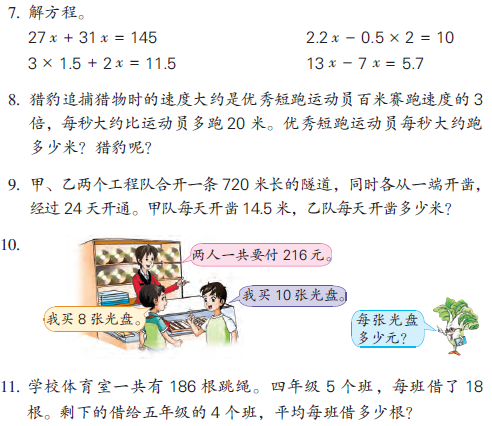 7. 解方程。
27x + 31x = 145 2.2x − 0.5 × 2 = 10
3 × 1.5 + 2x = 11.5 13x − 7x = 5.7
8. 猎豹追捕猎物时的速度大约是优秀短跑运动员百米赛跑速度的 3
倍，每秒大约比运动员多跑 20 米。优秀短跑运动员每秒大约跑
多少米？猎豹呢？
9. 甲、乙两个工程队合开一条 720 米长的隧道，同时各从一端开凿，
经过 24 天开通。甲队每天开凿 14.5 米，乙队每天开凿多少米？
10.
两人一共要付 216 元。
我买 10 张光盘。
我买 8 张光盘。
每张光盘
多少元？
11. 学校体育室一共有 186 根跳绳。四年级 5 个班，每班借了 18
根。剩下的借给五年级的 4 个班，平均每班借多少根？